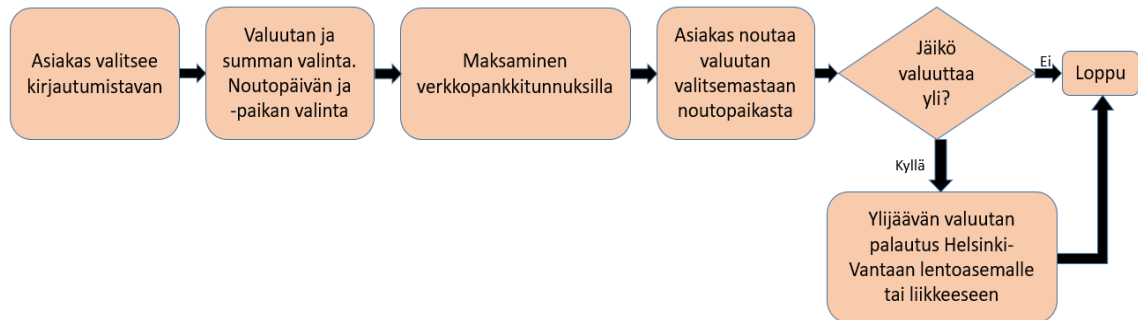 Asiakas valitsee
kirjautumistavan
Valuutan ja
summan valinta.
Noutopäivän ja
-paikan valinta
Maksaminen
verkkopankkitunnuksilla
Asiakas noutaa
valuutan
valitsemastaan
noutopaikasta
Jäikö
valuuttaa
yli?
Ei
Loppu
Kyllä
Ylijäävän valuutan
palautus Helsinki-
Vantaan lentoasemalle
tai liikkeeseen